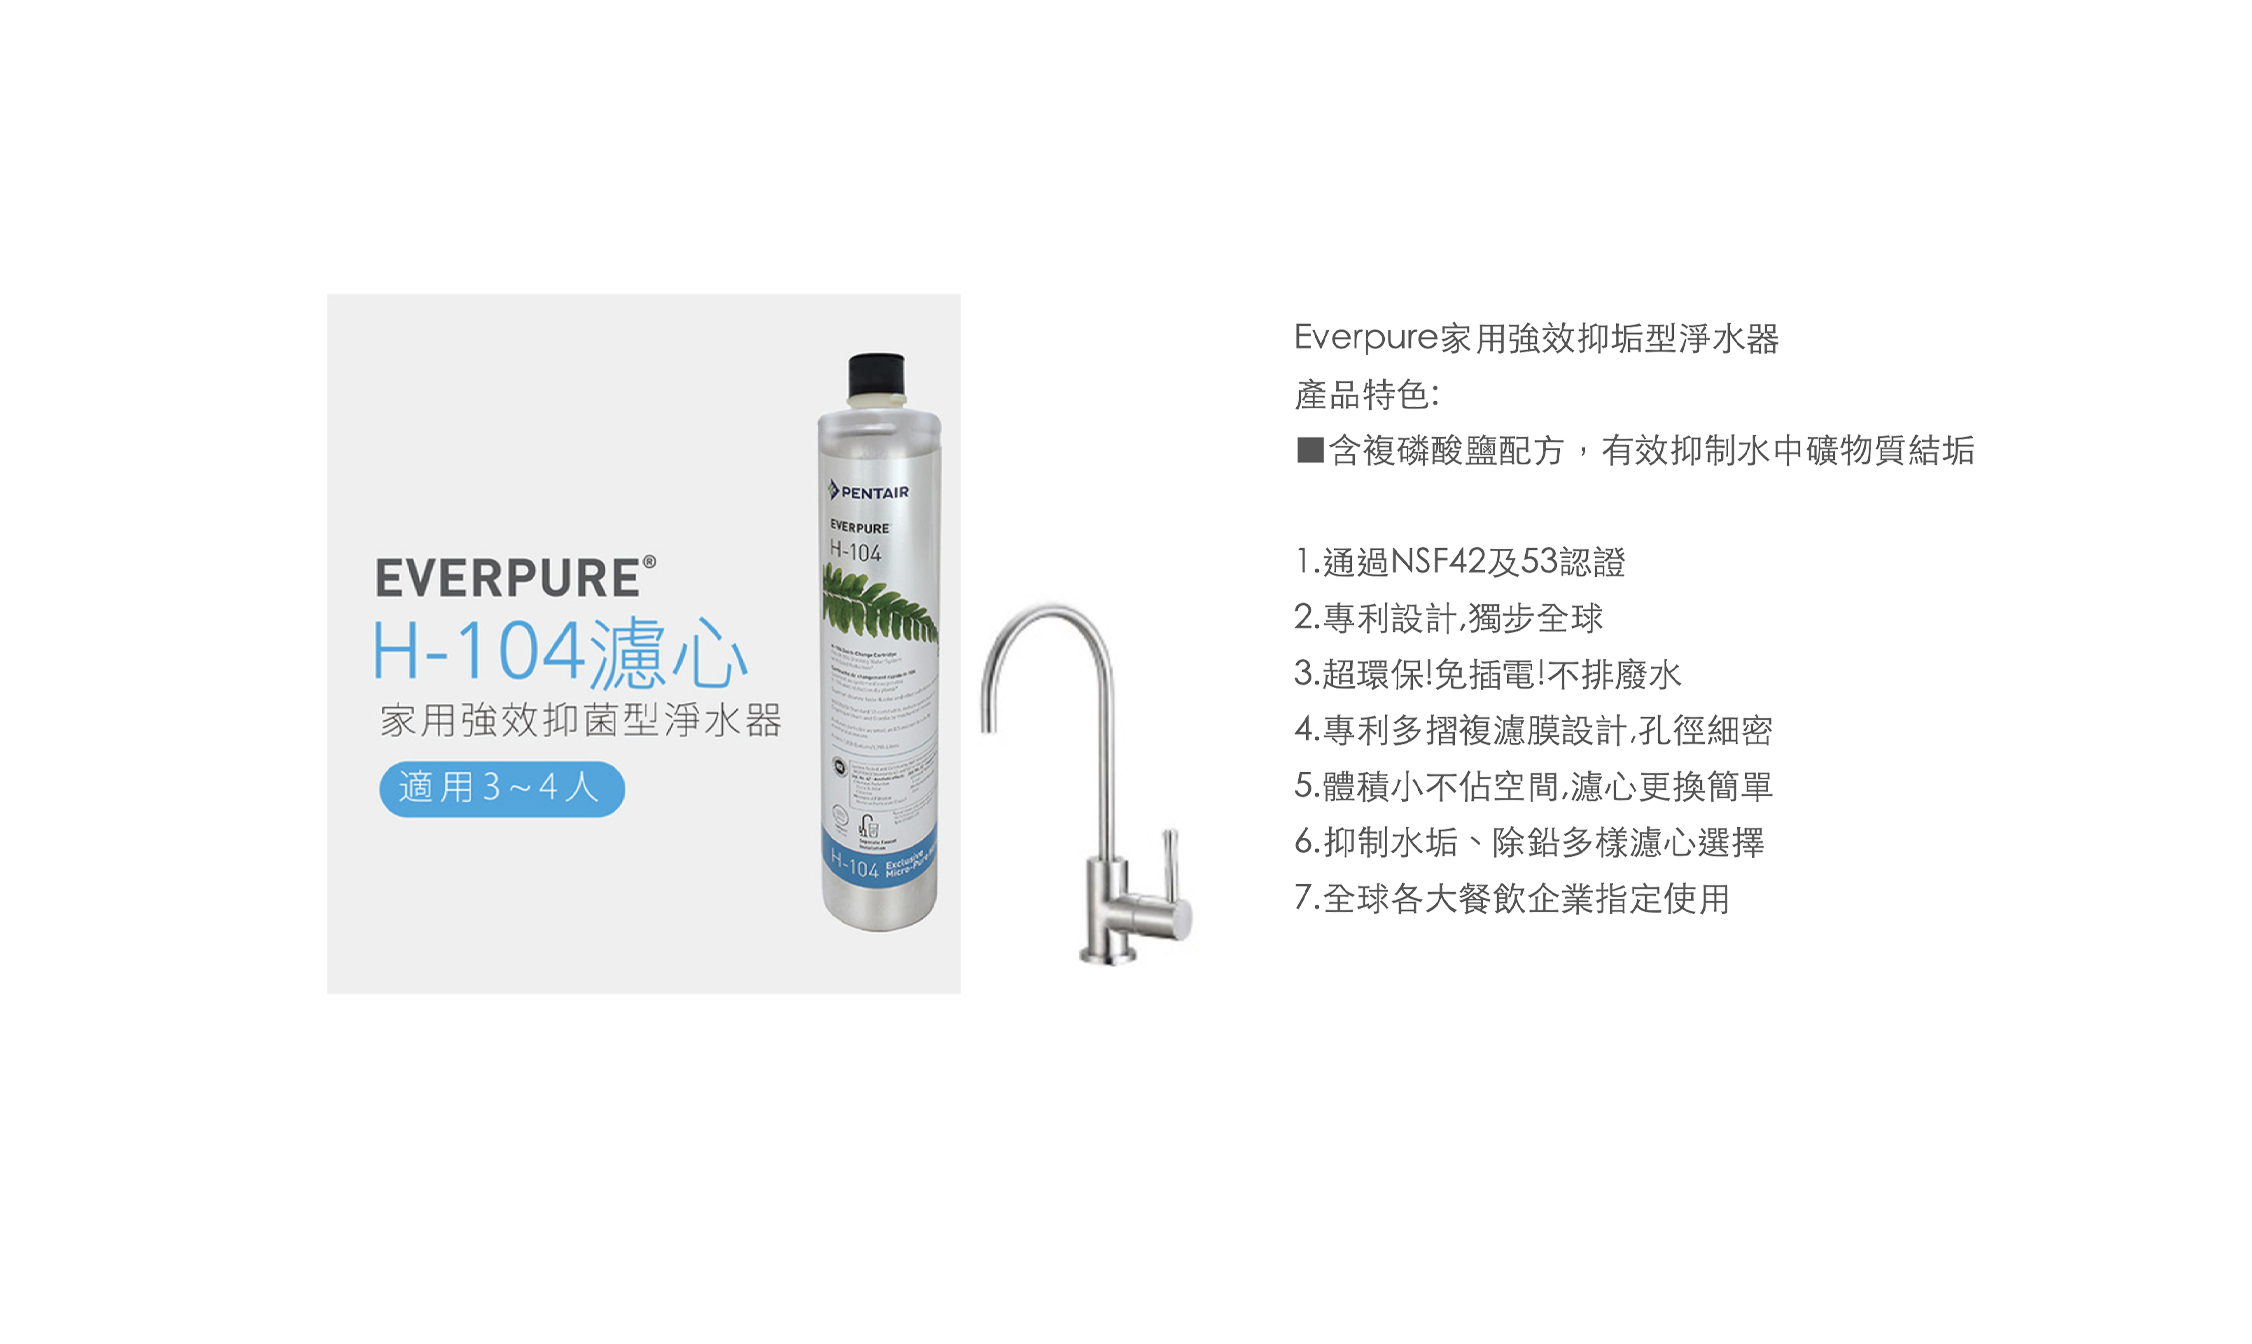 EVERPURE®
H-104濾心
家用強效抑菌型淨水器
適用3~4人
PENTAIR
EVERPURE
H-104
H-104 Exclusive
Everpure家用強效抑垢型淨水器
產品特色:
■含複磷酸鹽配方，有效抑制水中礦物質結垢
1.通過NSF42及53認證
2.專利設計,獨步全球
3.超環保!免插電!不排廢水
4.專利多摺複濾膜設計,孔徑細密
5.體積小不佔空間,濾心更換簡單
6.抑制水垢、除鉛多樣濾心選擇
7.全球各大餐飲企業指定使用